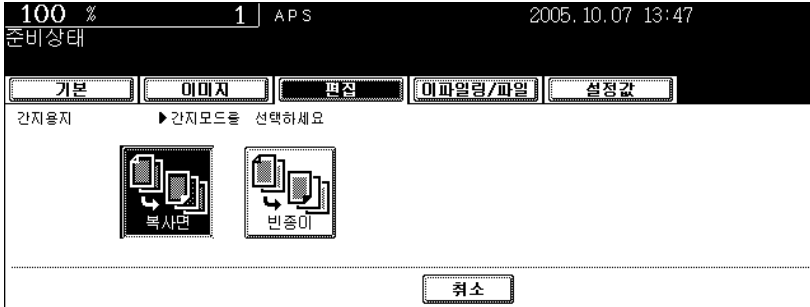 100 % 1 APS 2005.10.07 13:47
준비상태
기본 이미지 편집 이파일링/파일 설정값
간지용지 ▶간지모드를 선택하세요
복사면 빈종이
취소